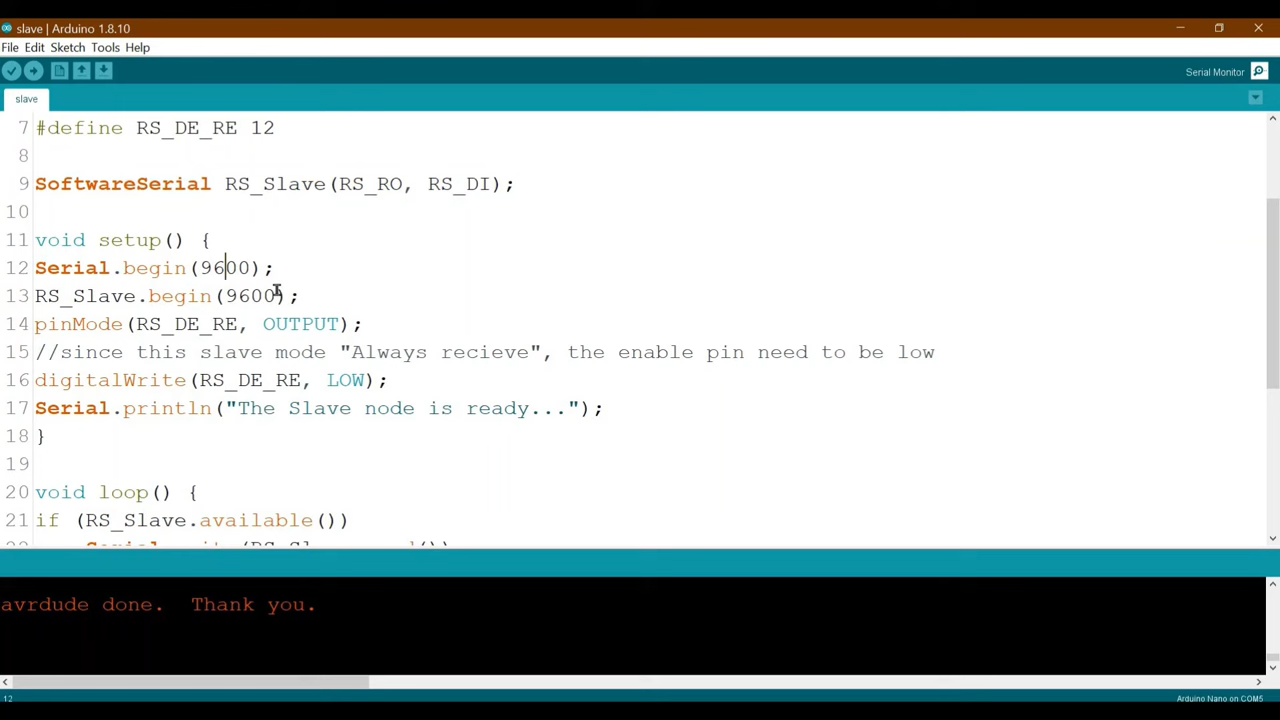 slave | Arduino 1.8.10
File Edit Sketch Tools Help
Serial Monitor
slave
7 #define RS_DE_RE 12
8
9 SoftwareSerial RS_Slave(RS_RO, RS_DI);
10
11 void setup() {
12 Serial.begin(9600);
13 RS_Slave.begin(9600);
14 pinMode(RS_DE_RE, OUTPUT);
15 //since this slave mode "Always recieve", the enable pin need to be low
16 digitalWrite(RS_DE_RE, LOW);
17 Serial.println("The Slave node is ready...");
18 }
19
20 void loop() {
21 if (RS_Slave.available())
avrdude done. Thank you.
12
Arduino Nano on COM5